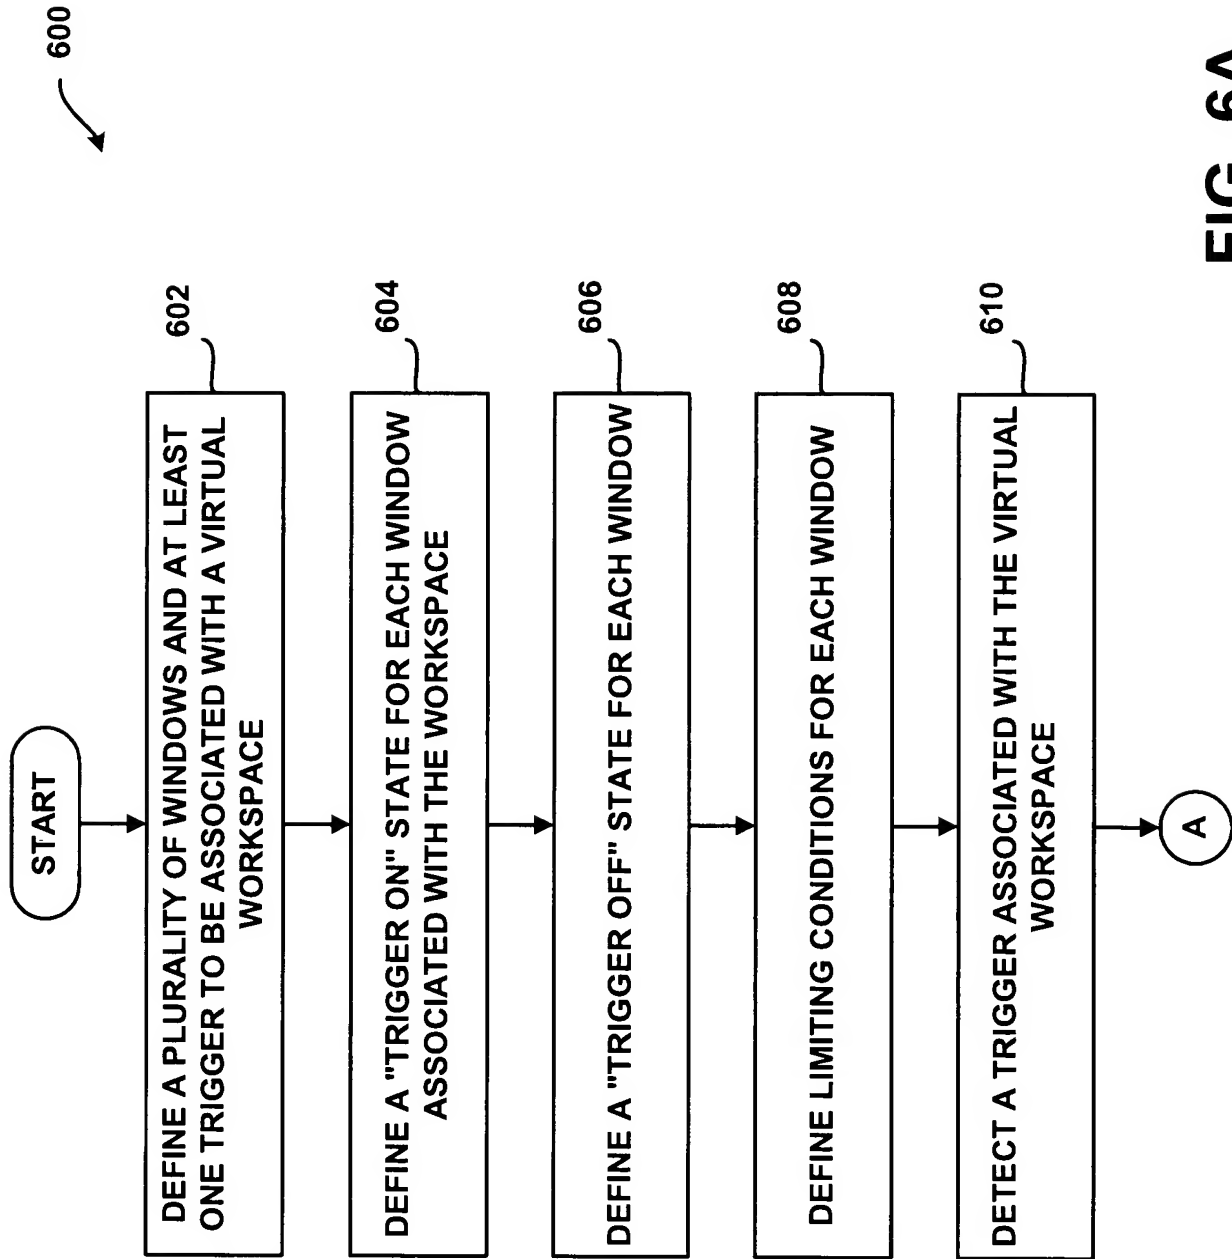 600
START
DEFINE A PLURALITY OF WINDOWS AND AT LEAST
ONE TRIGGER TO BE ASSOCIATED WITH A VIRTUAL
WORKSPACE
602
DEFINE A "TRIGGER ON" STATE FOR EACH WINDOW
ASSOCIATED WITH THE WORKSPACE
604
DEFINE A "TRIGGER OFF" STATE FOR EACH WINDOW
606
DEFINE LIMITING CONDITIONS FOR EACH WINDOW
608
DETECT A TRIGGER ASSOCIATED WITH THE VIRTUAL
WORKSPACE
610
A
FIG. 6A